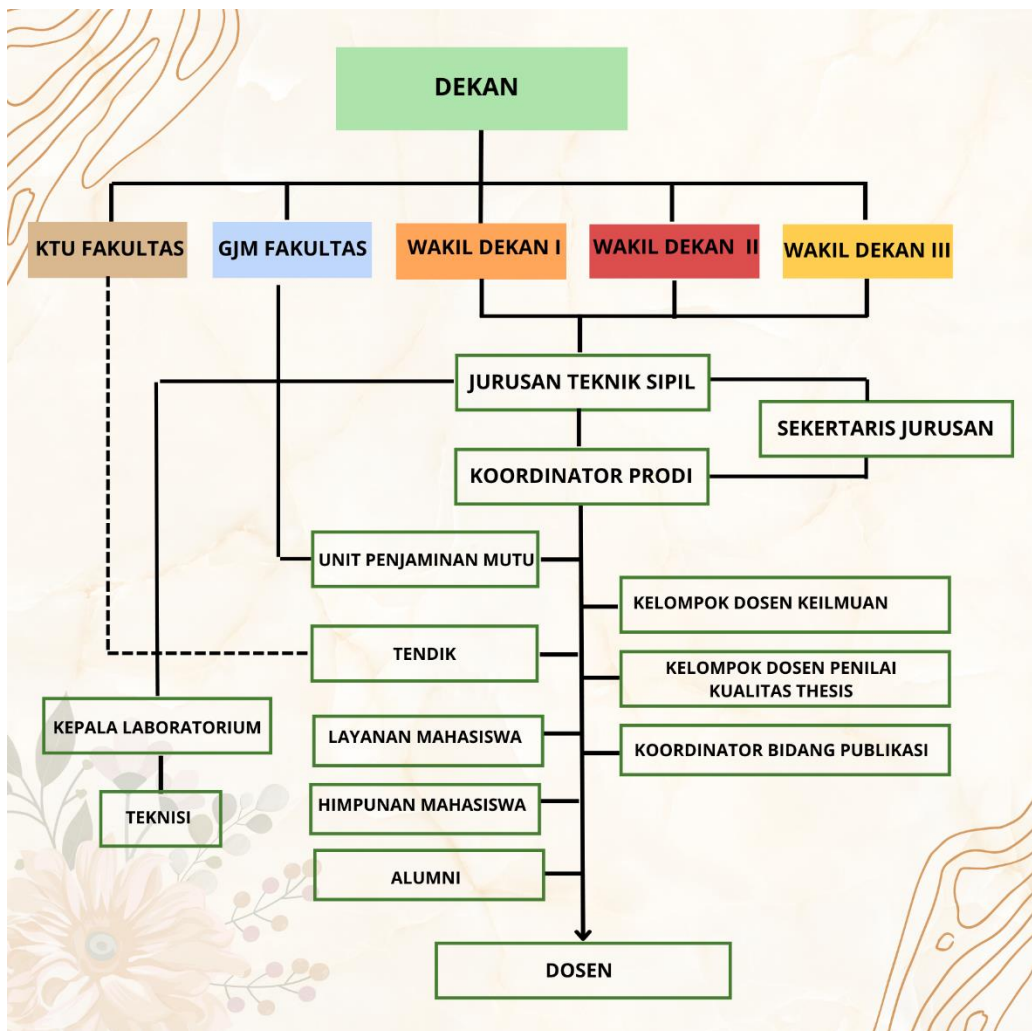 DEKAN
KTU FAKULTAS
GJM FAKULTAS
WAKIL DEKAN I
WAKIL DEKAN II
WAKIL DEKAN III
JURUSAN TEKNIK SIPIL
SEKERTARIS JURUSAN
KOORDINATOR PRODI
UNIT PENJAMINAN MUTU
KELOMPOK DOSEN KEILMUAN
TENDIK
KELOMPOK DOSEN PENILAI
KUALITAS THESIS
KEPALA LABORATORIUM
LAYANAN MAHASISWA
KOORDINATOR BIDANG PUBLIKASI
TEKNISI
HIMPUNAN MAHASISWA
ALUMNI
DOSEN